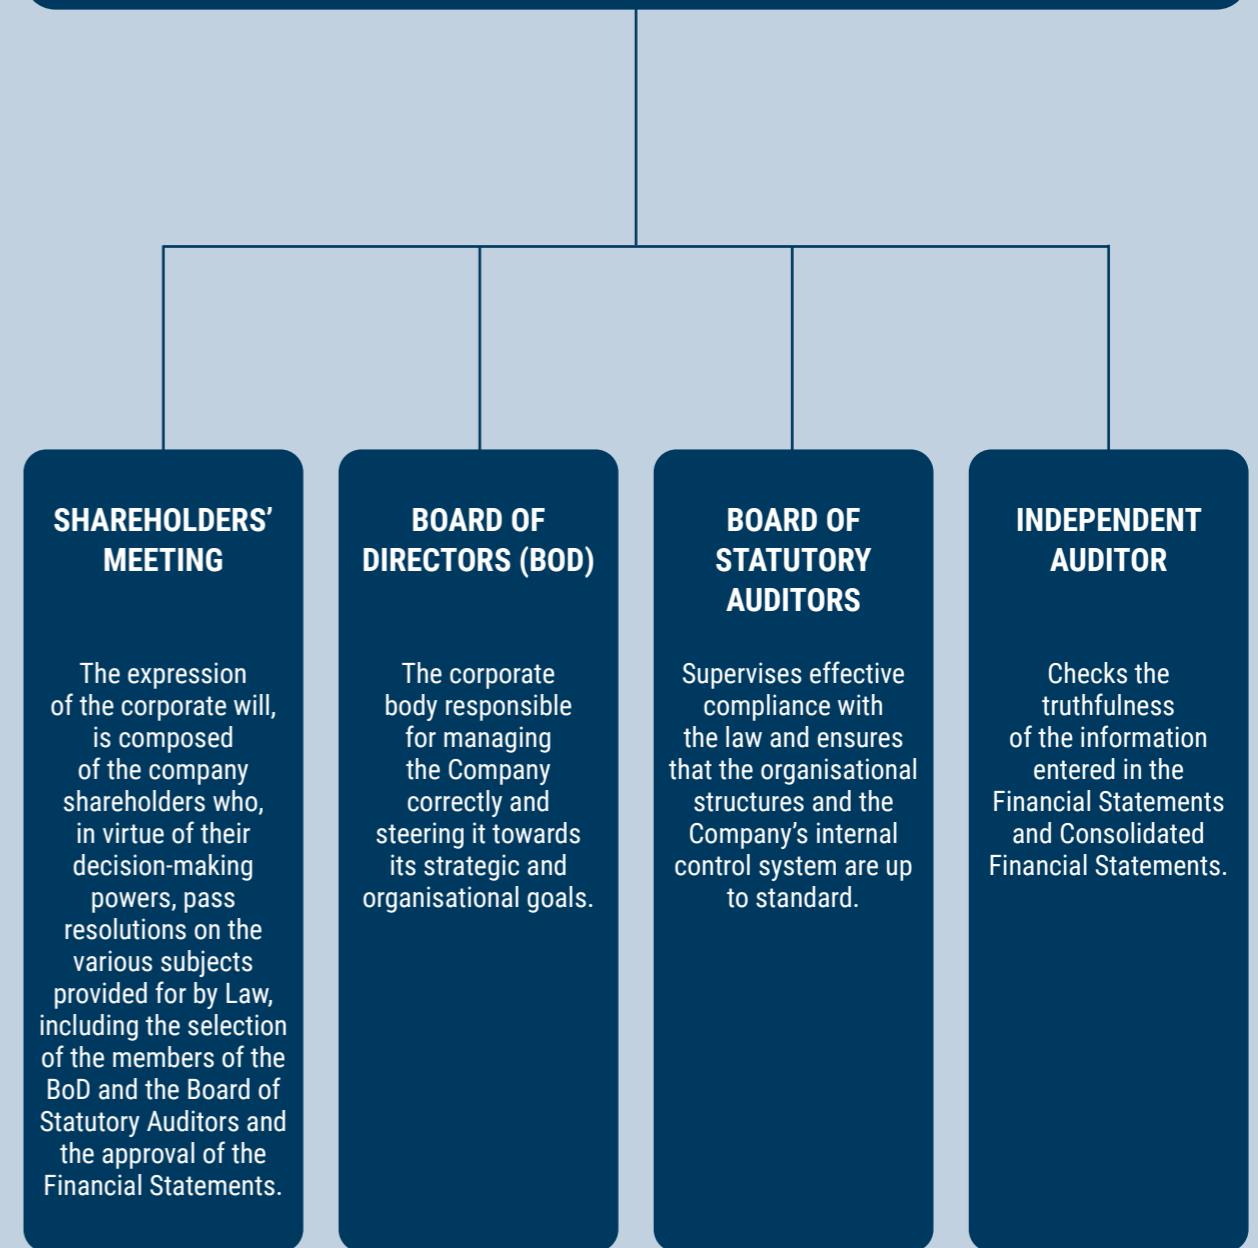 SHAREHOLDERS’
MEETING
The expression
of the corporate will,
is composed
of the company
shareholders who,
in virtue of their
decision-making
powers, pass
resolutions on the
various subjects
provided for by Law,
including the selection
of the members of the
BoD and the Board of
Statutory Auditors and
the approval of the
Financial Statements.
BOARD OF
DIRECTORS (BOD)
The corporate
body responsible
for managing
the Company
correctly and
steering it towards
its strategic and
organisational goals.
BOARD OF
STATUTORY
AUDITORS
Supervises effective
compliance with
the law and ensures
that the organisational
structures and the
Company’s internal
control system are up
to standard.
INDEPENDENT
AUDITOR
Checks the
truthfulness
of the information
entered in the
Financial Statements
and Consolidated
Financial Statements.